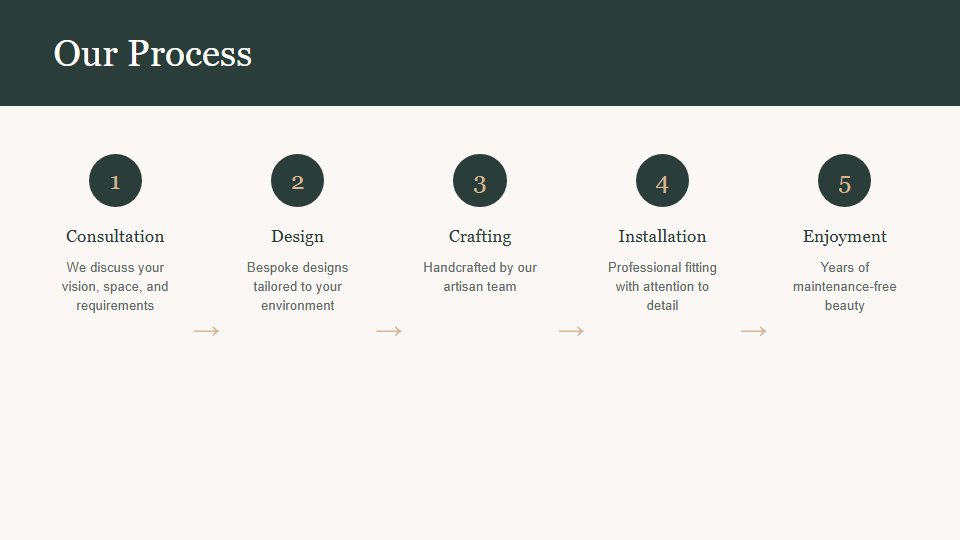 Our Process
1
Consultation
We discuss your
vision, space, and
requirements
→
2
Design
Bespoke designs
tailored to your
environment
→
3
Crafting
Handcrafted by our
artisan team
→
4
Installation
Professional fitting
with attention to
detail
→
5
Enjoyment
Years of
maintenance-free
beauty